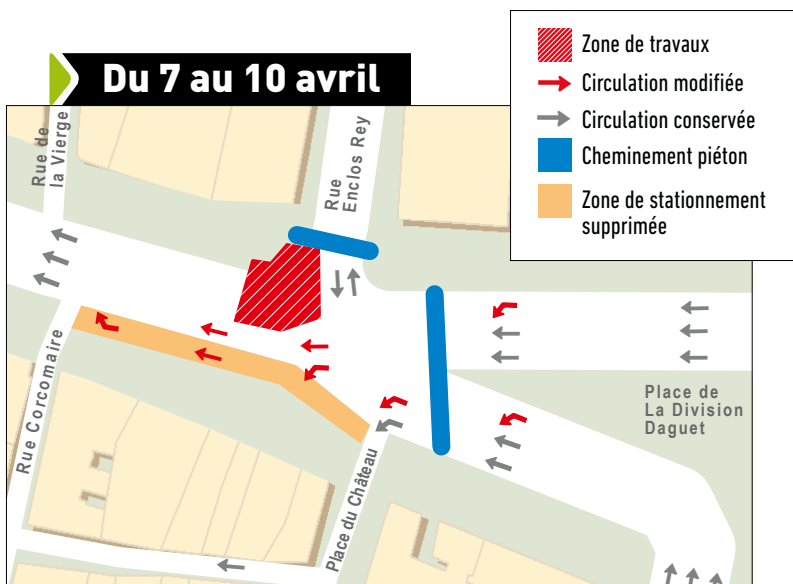 Du 7 au 10 avril
Zone de travaux
Circulation modifiée
Circulation conservée
Cheminement piéton
Zone de stationnement
supprimée
Rue de
la Vierge
Rue
Enclos Rey
Place de
La Division
Daguet
Rue Corcomaire
Place du Château